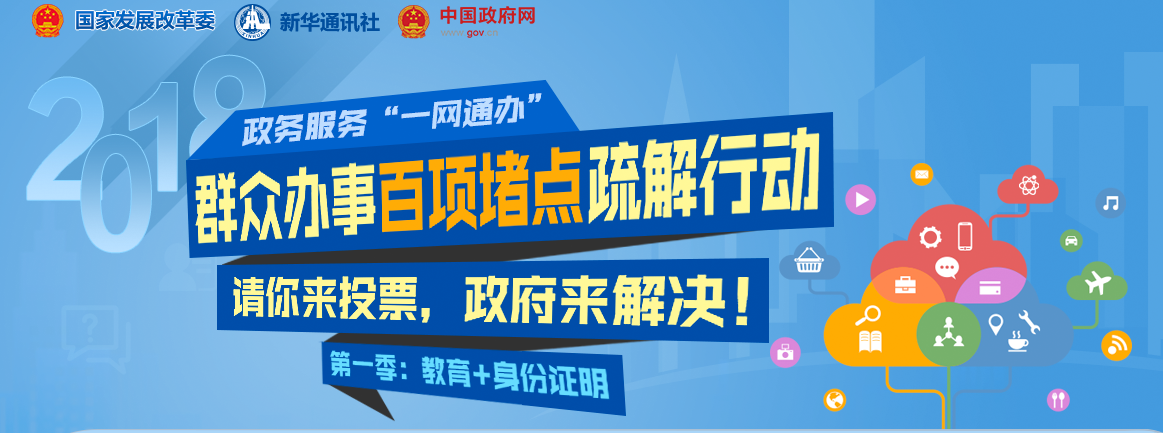 国家发展改革委 新华通讯社 中国政府网
www.gov.cn
XINHUA
2018
政务服务“一网通办”
群众办事百项堵点疏解行动
请你来投票，政府来解决！
第一季：教育+身份证明